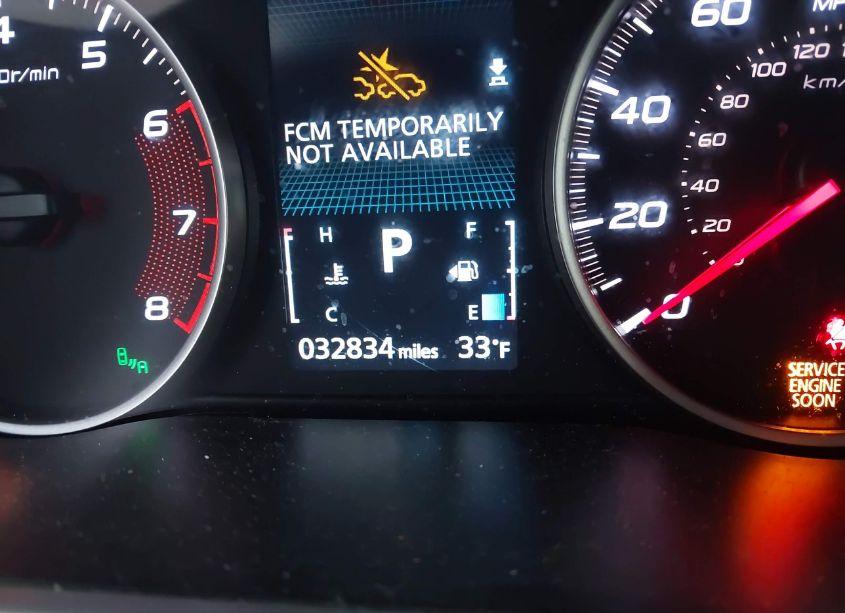 4
5
6
7
8
0r/min
FCM TEMPORARILY
NOT AVAILABLE
H
P
F
F
C
E
032834 miles 33°F
A
60
40
20
0
120
100
80
60
40
20
km/
SERVICE
ENGINE
SOON